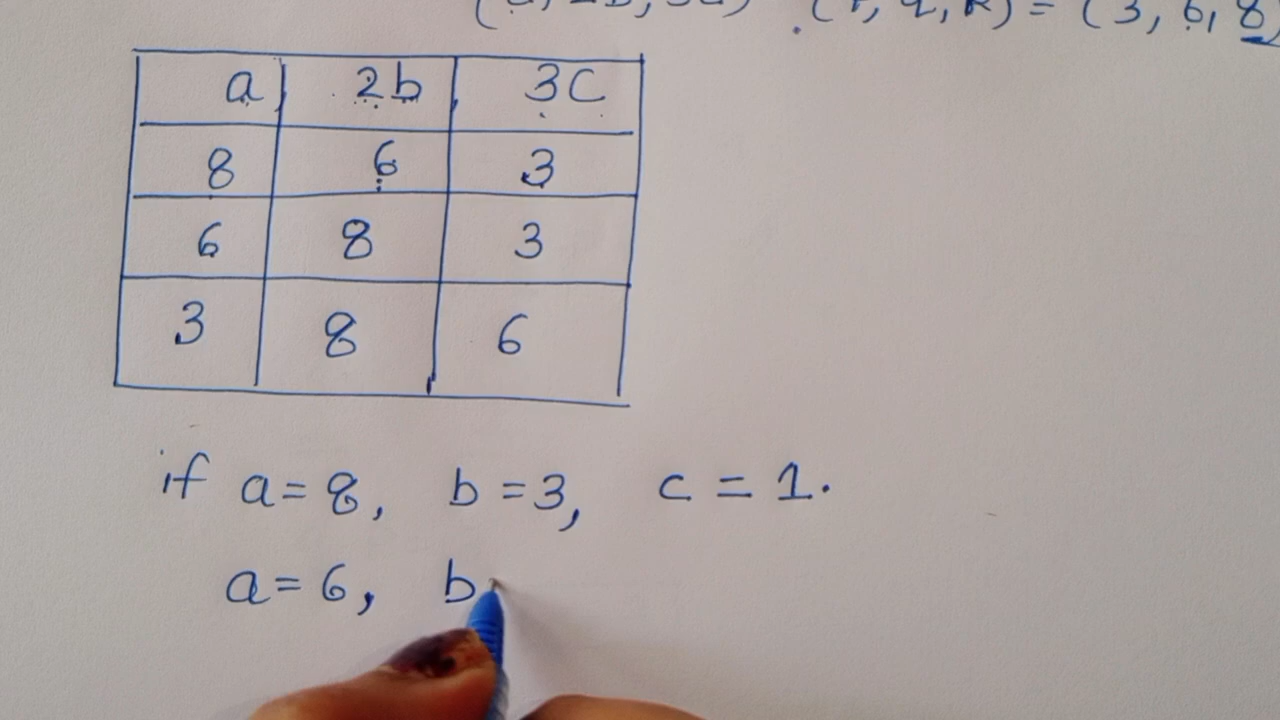 (p, q, r) = (3, 6, 8)
a 2b 3c
8 6 3
6 8 3
3 8 6
if a=8, b=3, c=1.
a=6, b